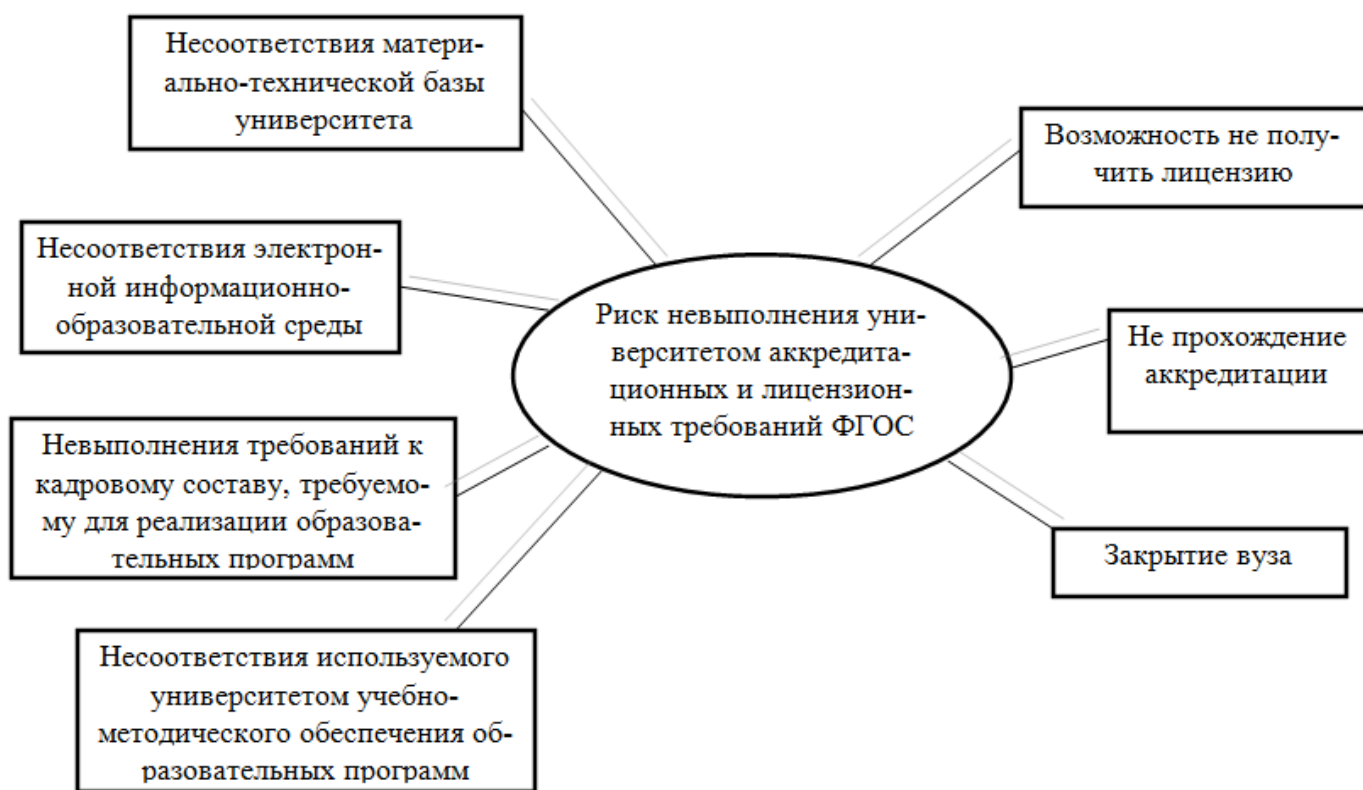 Несоответствия матери-
ально-технической базы
университета
Несоответствия электрон-
ной информационно-
образовательной среды
Невыполнения требований к
кадровому составу, требуемо-
му для реализации образова-
тельных программ
Несоответствия используемого
университетом учебно-
методического обеспечения об-
разовательных программ
Риск невыполнения уни-
верситетом аккредита-
ционных и лицензион-
ных требований ФГОС
Возможность не полу-
чить лицензию
Не прохождение
аккредитации
Закрытие вуза